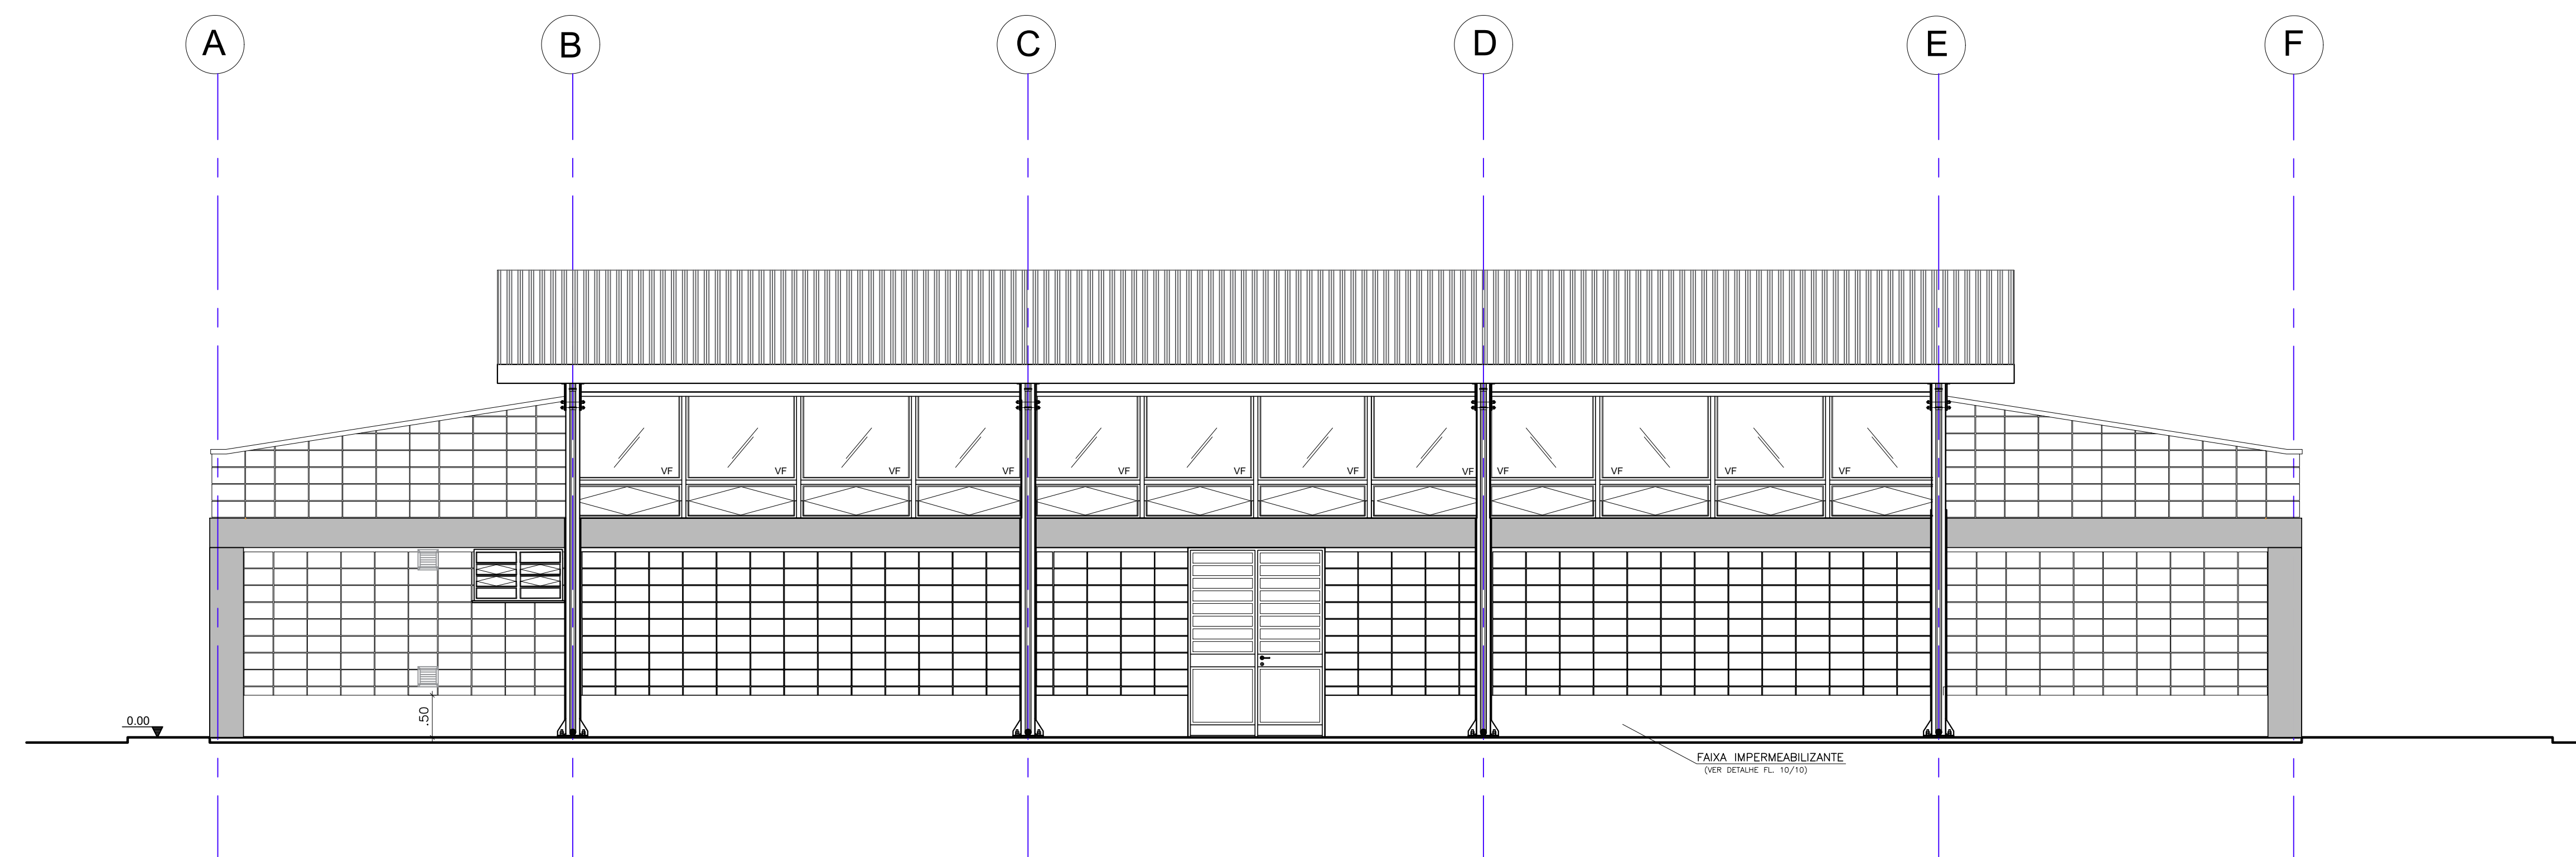 A B C D E F
VF VF VF VF VF VF VF VF VF VF VF VF
0.00
.50
FAIXA IMPERMEABILIZANTE
(VER DETALHE FL. 10/10)